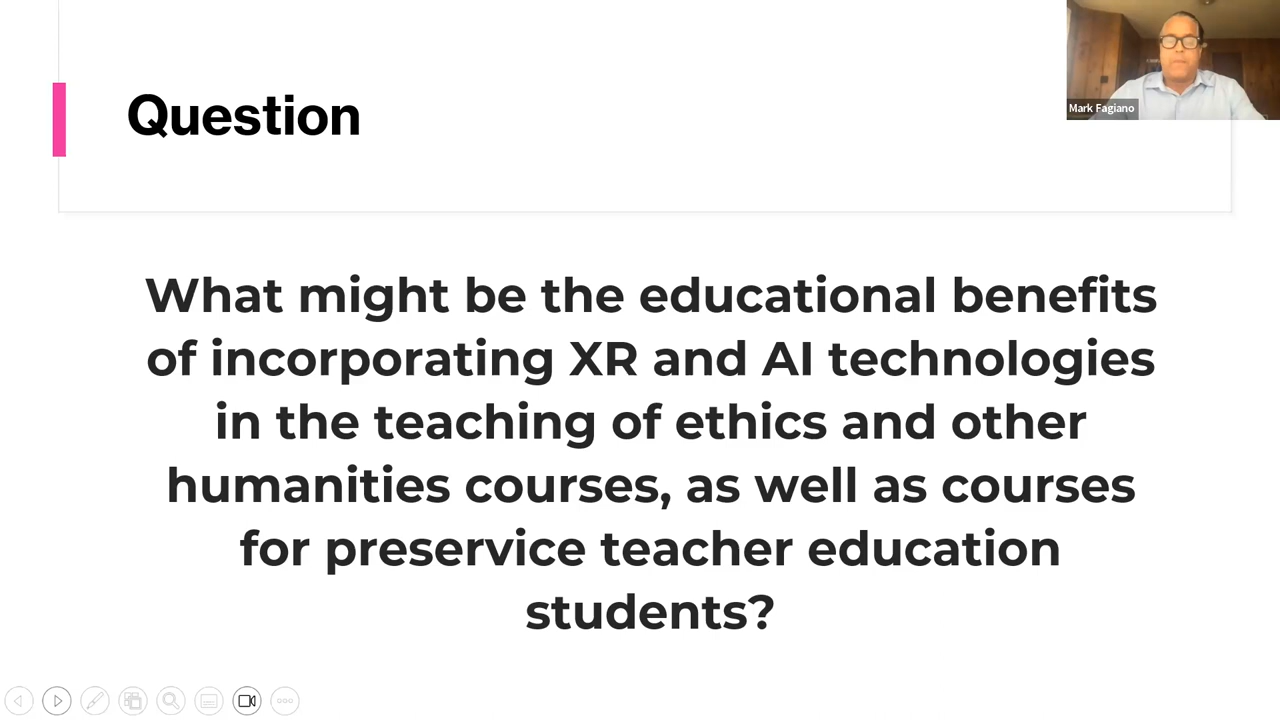 Question
Mark Fagiano
What might be the educational benefits
of incorporating XR and AI technologies
in the teaching of ethics and other
humanities courses, as well as courses
for preservice teacher education
students?